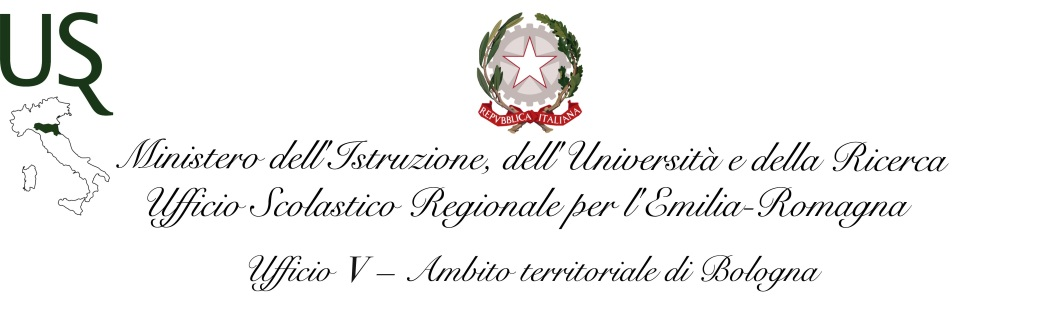 USR
REPVBBLICA ITALIANA
Ministero dell'Istruzione, dell'Università e della Ricerca
Ufficio Scolastico Regionale per l'Emilia-Romagna
Ufficio V – Ambito territoriale di Bologna